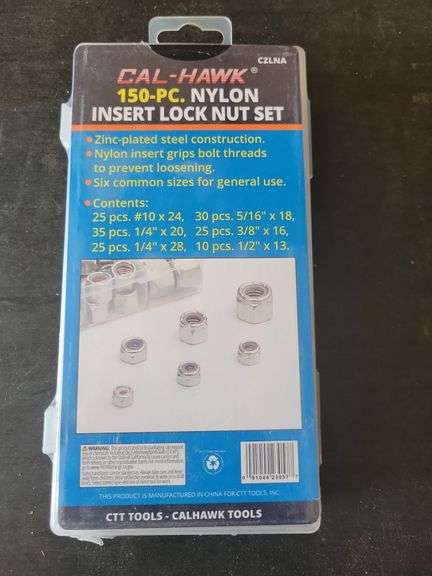 CZLNA
CAL-HAWK®
150-PC. NYLON
INSERT LOCK NUT SET
• Zinc-plated steel construction.
• Nylon insert grips bolt threads
to prevent loosening.
• Six common sizes for general use.
• Contents:
25 pcs. #10 x 24, 30 pcs. 5/16" x 18,
35 pcs. 1/4" x 20, 25 pcs. 3/8" x 16,
25 pcs. 1/4" x 28, 10 pcs. 1/2" x 13.
WARNING:
THIS PRODUCT IS MANUFACTURED IN CHINA FOR CTT TOOLS, INC.
CTT TOOLS - CALHAWK TOOLS